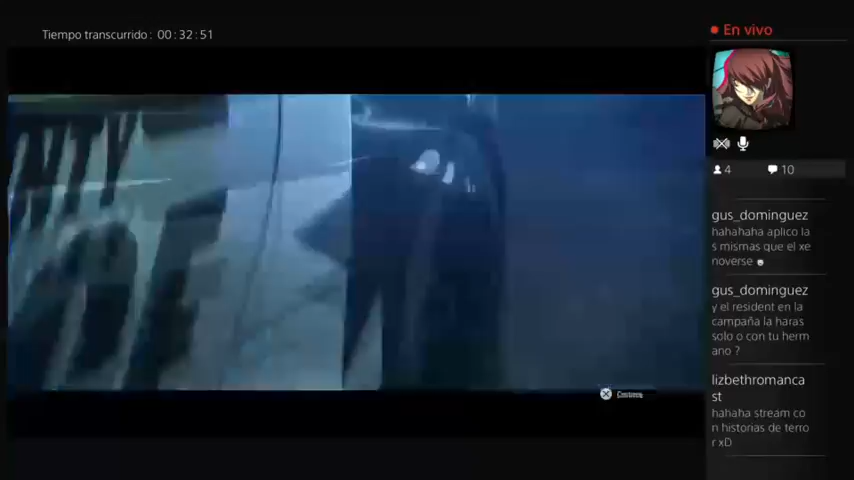 Tiempo transcurrido: 00:32:51
En vivo
4
10
gus_dominguez
hahahaha aplico la
s mismas que el xe
noverse
gus_dominguez
y el resident en la
campaña la haras
solo o con tu herm
ano ?
lizbethromanca
st
hahaha stream co
n historias de terro
r xD